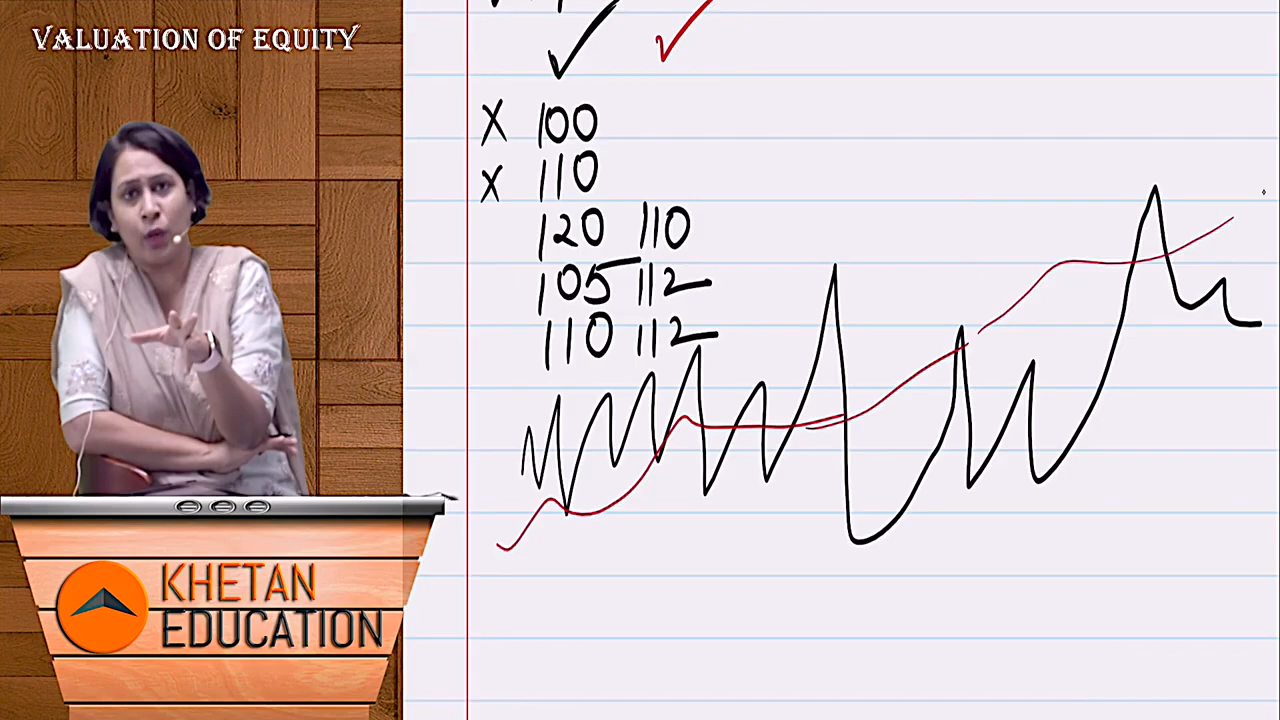 VALUATION OF EQUITY
X 100
X 110
120 110
105 112
110 112
KHETAN
EDUCATION